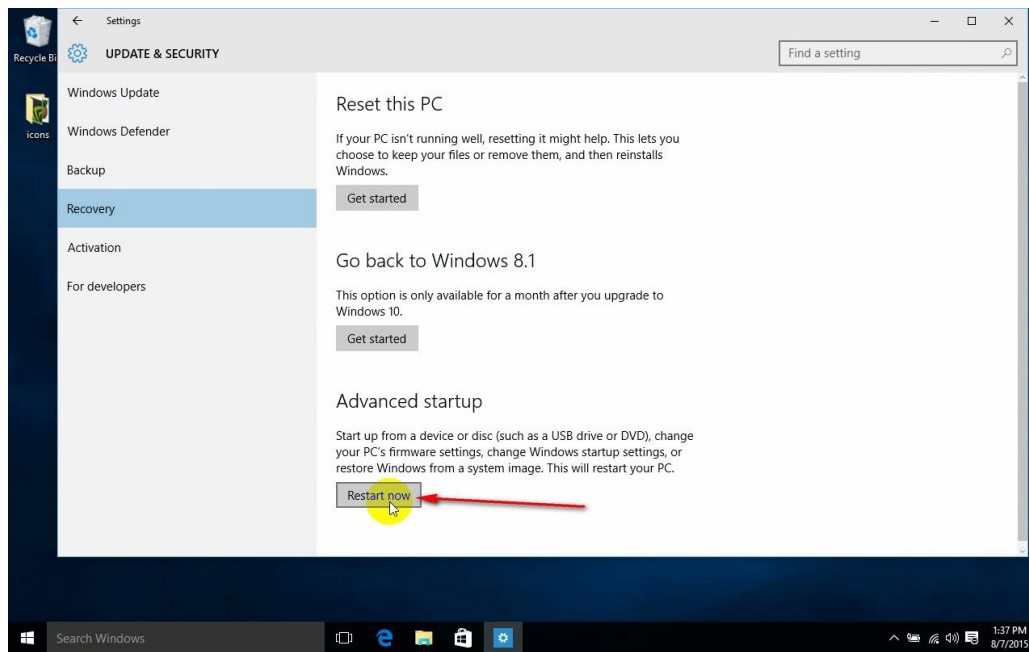 Settings
Recycle Bi
UPDATE & SECURITY
Find a setting
icons
Windows Update
Windows Defender
Backup
Recovery
Activation
For developers
Reset this PC
If your PC isn't running well, resetting it might help. This lets you
choose to keep your files or remove them, and then reinstalls
Windows.
Get started
Go back to Windows 8.1
This option is only available for a month after you upgrade to
Windows 10.
Get started
Advanced startup
Start up from a device or disc (such as a USB drive or DVD), change
your PC's firmware settings, change Windows startup settings, or
restore Windows from a system image. This will restart your PC.
Restart now
Search Windows
1:37 PM
8/7/2015